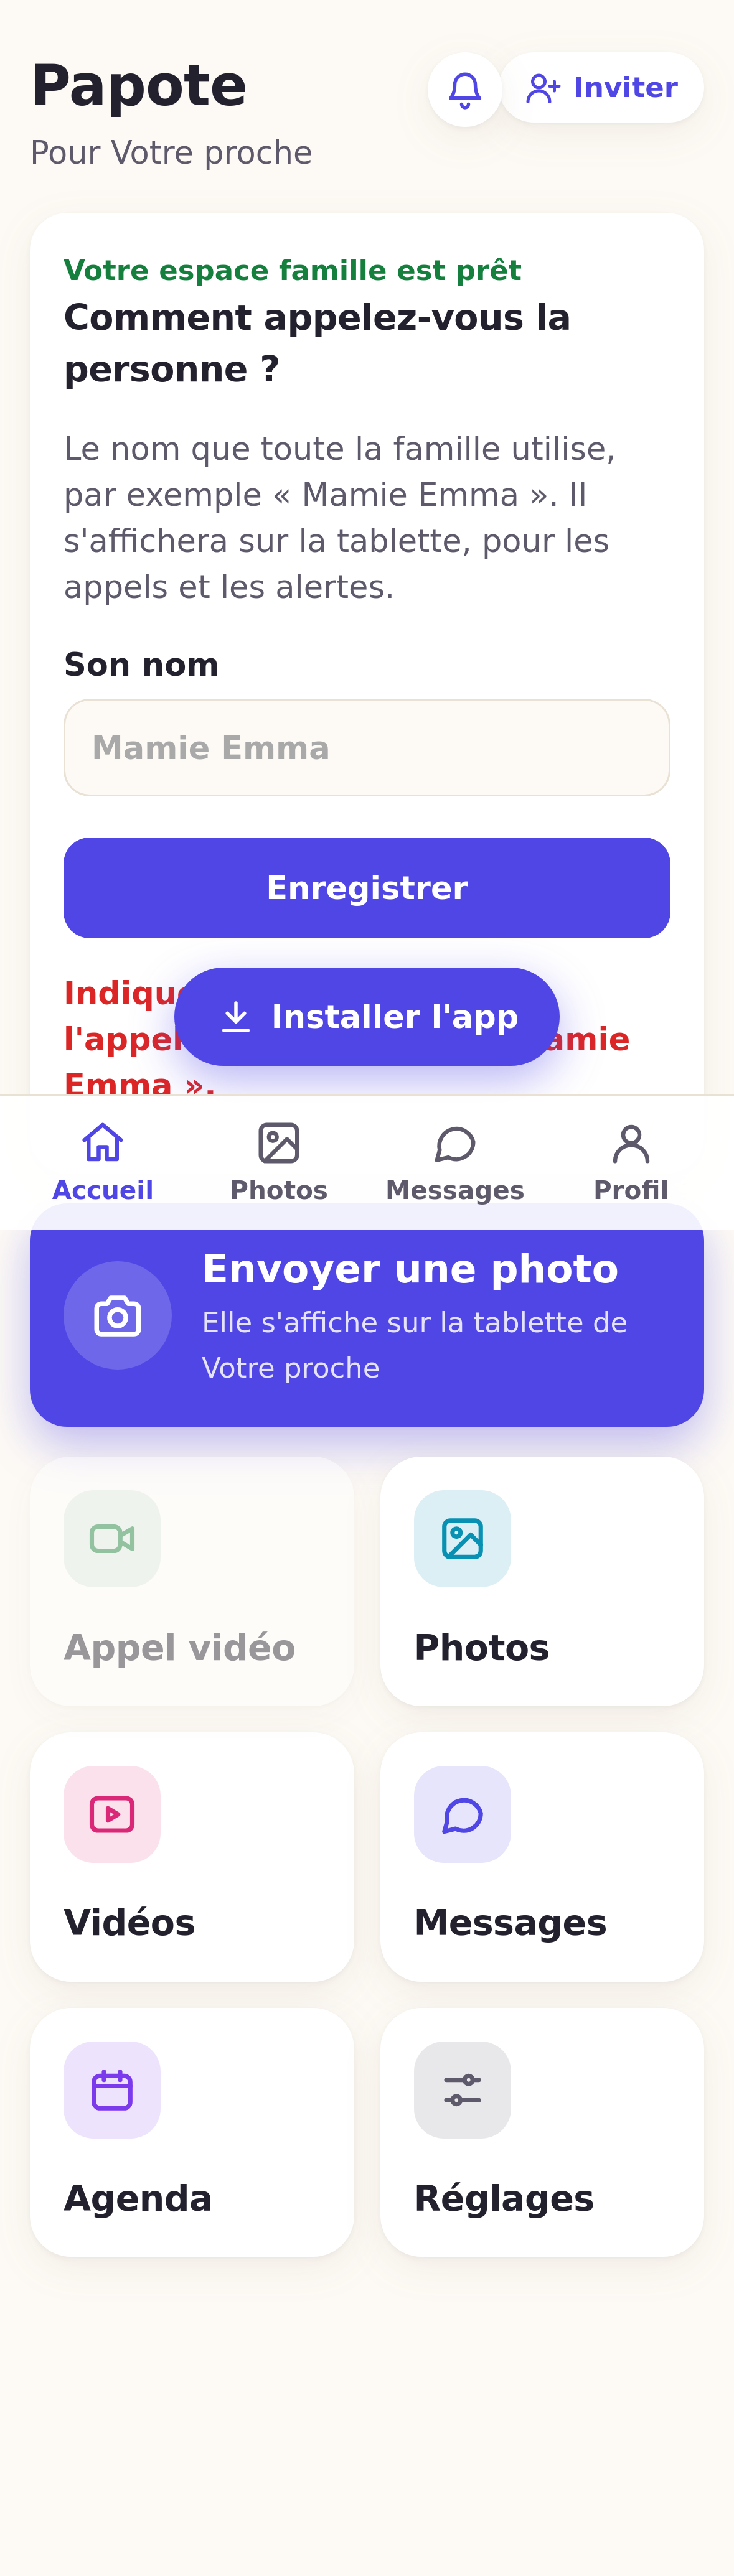 Papote
Inviter
Pour Votre proche
Votre espace famille est prêt
Comment appelez-vous la
personne ?
Le nom que toute la famille utilise,
par exemple « Mamie Emma ». Il
s'affichera sur la tablette, pour les
appels et les alertes.
Son nom
Mamie Emma
Enregistrer
Installer l'app
Emma ».
Accueil
Photos
Messages
Profil
Envoyer une photo
Elle s'affiche sur la tablette de
Votre proche
Appel vidéo
Photos
Vidéos
Messages
Agenda
Réglages